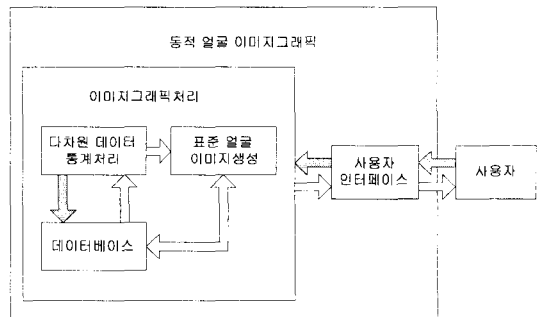 동적 얼굴 이미지그래픽
이미지그래픽처리
다차원 데이터
통계처리
표준 얼굴
이미지생성
사용자
인터페이스
사용자
데이터베이스